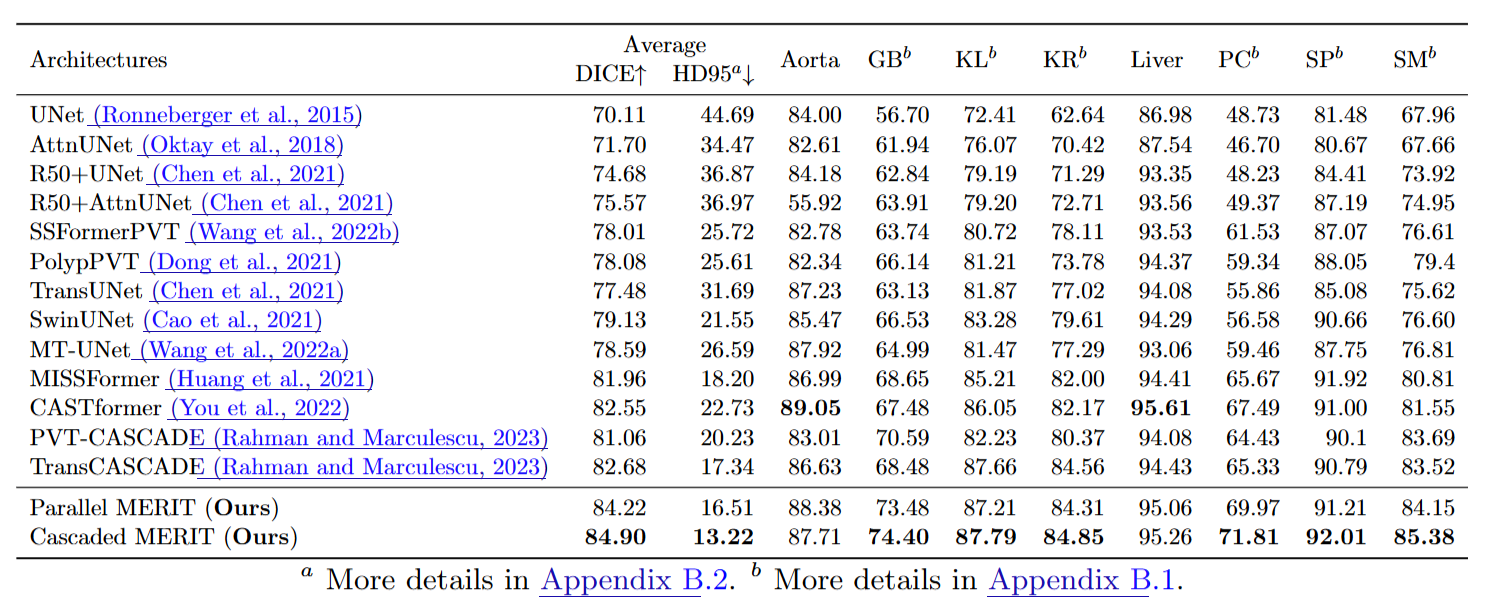 Average
Architectures Aorta GB^b KL^b KR^b Liver PC^b SP^b SM^b
DICE↑ HD95^a↓
UNet (Ronneberger et al., 2015) 70.11 44.69 84.00 56.70 72.41 62.64 86.98 48.73 81.48 67.96
AttnUNet (Oktay et al., 2018) 71.70 34.47 82.61 61.94 76.07 70.42 87.54 46.70 80.67 67.66
R50+UNet (Chen et al., 2021) 74.68 36.87 84.18 62.84 79.19 71.29 93.35 48.23 84.41 73.92
R50+AttnUNet (Chen et al., 2021) 75.57 36.97 55.92 63.91 79.20 72.71 93.56 49.37 87.19 74.95
SSFormerPVT (Wang et al., 2022b) 78.01 25.72 82.78 63.74 80.72 78.11 93.53 61.53 87.07 76.61
PolypPVT (Dong et al., 2021) 78.08 25.61 82.34 66.14 81.21 73.78 94.37 59.34 88.05 79.4
TransUNet (Chen et al., 2021) 77.48 31.69 87.23 63.13 81.87 77.02 94.08 55.86 85.08 75.62
SwinUNet (Cao et al., 2021) 79.13 21.55 85.47 66.53 83.28 79.61 94.29 56.58 90.66 76.60
MT-UNet (Wang et al., 2022a) 78.59 26.59 87.92 64.99 81.47 77.29 93.06 59.46 87.75 76.81
MISSFormer (Huang et al., 2021) 81.96 18.20 86.99 68.65 85.21 82.00 94.41 65.67 91.92 80.81
CASTformer (You et al., 2022) 82.55 22.73 89.05 67.48 86.05 82.17 95.61 67.49 91.00 81.55
PVT-CASCADE (Rahman and Marculescu, 2023) 81.06 20.23 83.01 70.59 82.23 80.37 94.08 64.43 90.1 83.69
TransCASCADE (Rahman and Marculescu, 2023) 82.68 17.34 86.63 68.48 87.66 84.56 94.43 65.33 90.79 83.52
Parallel MERIT (Ours) 84.22 16.51 88.38 73.48 87.21 84.31 95.06 69.97 91.21 84.15
Cascaded MERIT (Ours) 84.90 13.22 87.71 74.40 87.79 84.85 95.26 71.81 92.01 85.38
^a More details in Appendix B.2. ^b More details in Appendix B.1.